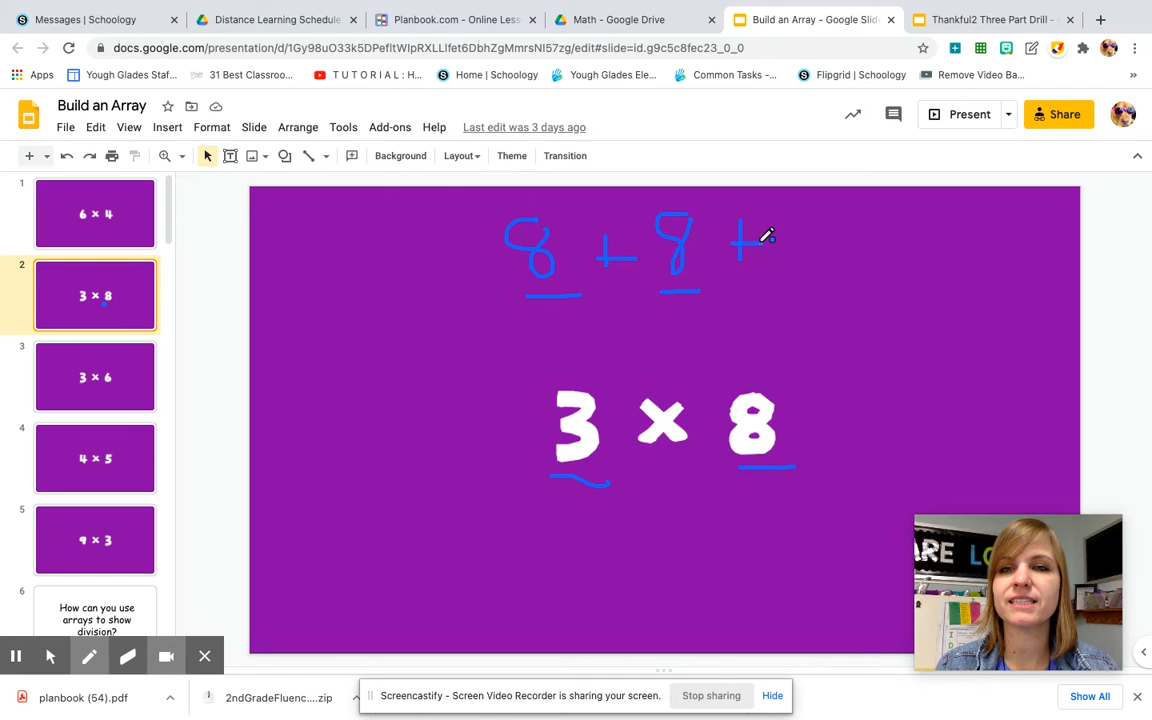 Messages | Schoology
Distance Learning Schedule
Planbook.com - Online Less
Math - Google Drive
Build an Array - Google Slid
Thankful2 Three Part Drill -
docs.google.com/presentation/d/1Gy98uO33k5DPefltWIpRXLLlfet6DbhZgMmrsNl57zg/edit#slide=id.g9c5c8fec23_0_0
Apps
Yough Glades Staf...
31 Best Classroo...
T U T O R I A L : H...
Home | Schoology
Yough Glades Ele...
Common Tasks -...
Flipgrid | Schoology
Remove Video Ba...
»
Build an Array
File Edit View Insert Format Slide Arrange Tools Add-ons Help Last edit was 3 days ago
Present
Share
Background Layout Theme Transition
1
6 × 4
2
3 × 8
3
3 × 6
4
4 × 5
5
9 × 3
6
How can you use
arrays to show
division?
8 + 8 +
3 × 8
ARE LO
planbook (54).pdf
2ndGradeFluenc....zip
Screencastify - Screen Video Recorder is sharing your screen.
Stop sharing
Hide
Show All